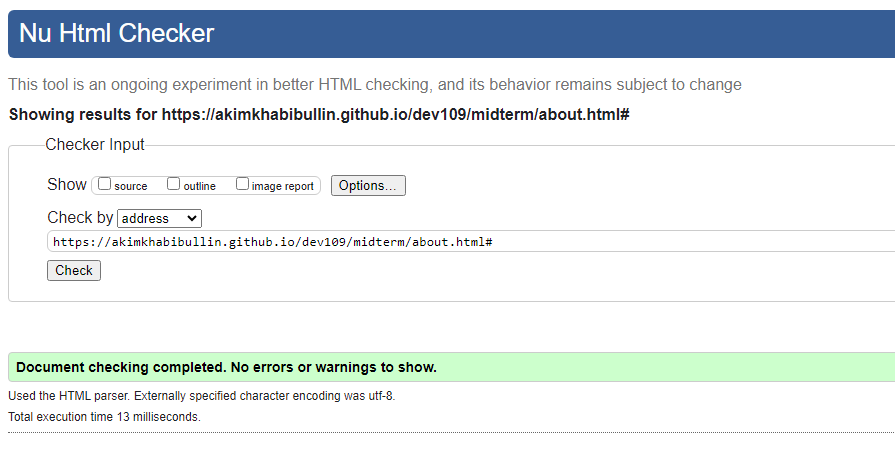 Nu Html Checker
This tool is an ongoing experiment in better HTML checking, and its behavior remains subject to change
Showing results for https://akimkhabibullin.github.io/dev109/midterm/about.html#
Checker Input
Show source outline image report Options...
Check by address
https://akimkhabibullin.github.io/dev109/midterm/about.html#
Check
Document checking completed. No errors or warnings to show.
Used the HTML parser. Externally specified character encoding was utf-8.
Total execution time 13 milliseconds.